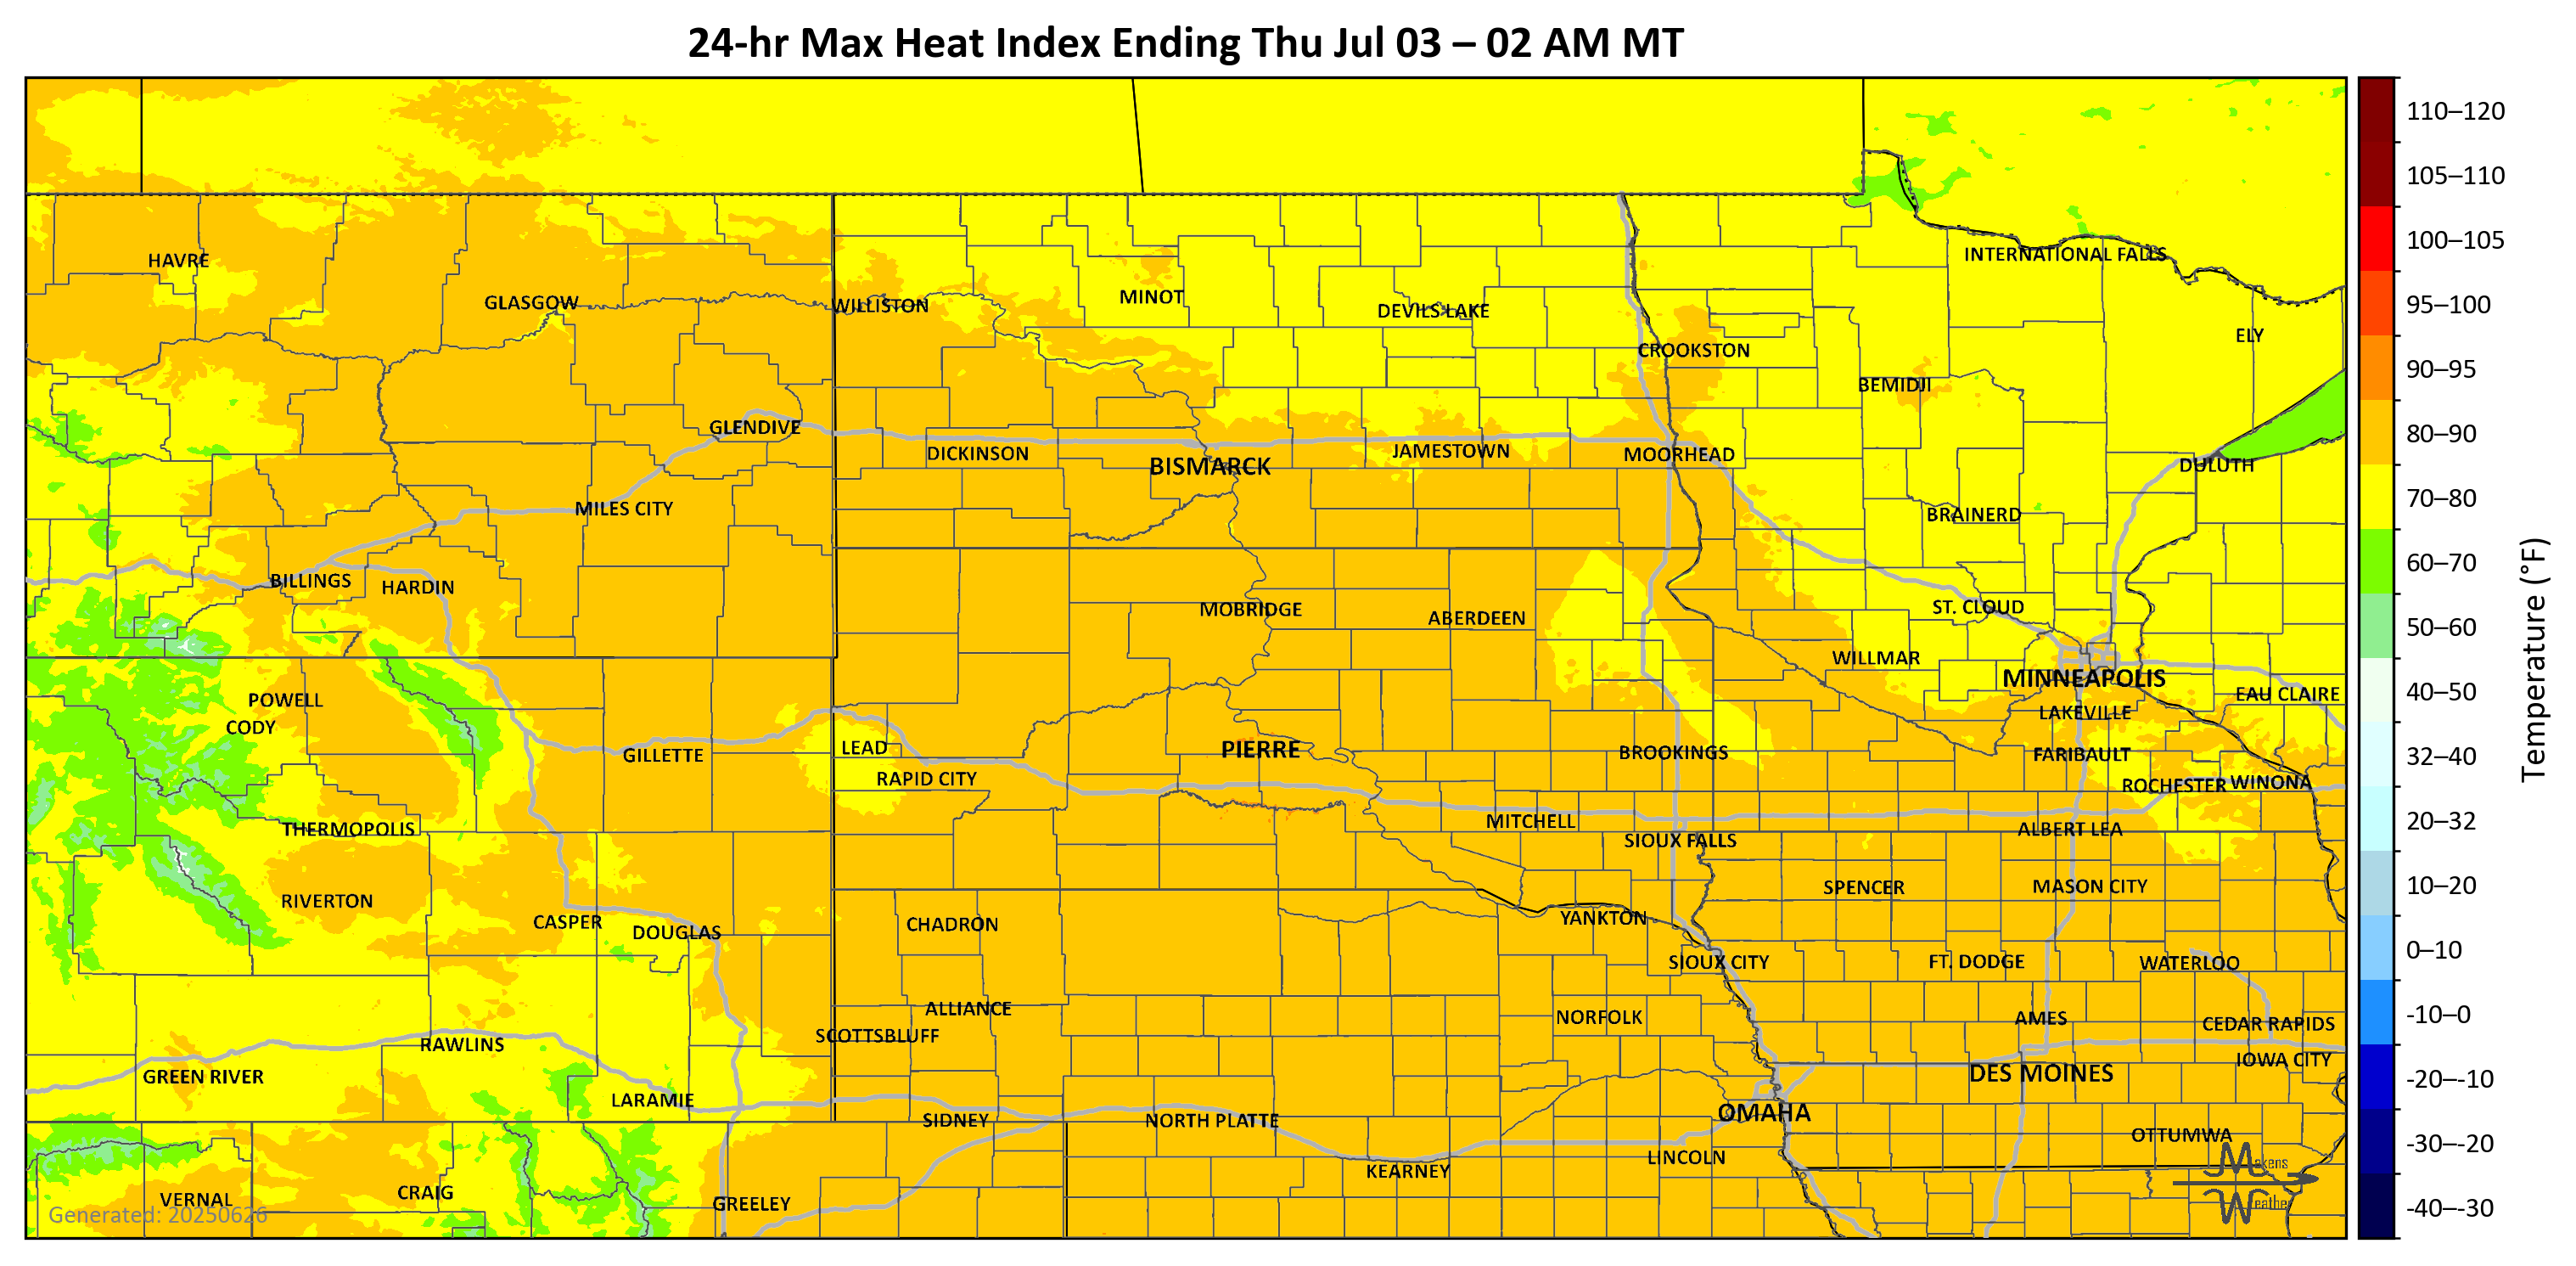 24-hr Max Heat Index Ending Thu Jul 03 – 02 AM MT
110–120
105–110
100–105
95–100
90–95
80–90
70–80
60–70
50–60
40–50
32–40
20–32
10–20
0–10
-10–0
-20–-10
-30–-20
-40–-30
Temperature (°F)
HAVRE
INTERNATIONAL FALLS
GLASGOW
WILLISTON
MINOT
DEVILS LAKE
ELY
CROOKSTON
BEMIDJI
GLENDIVE
DICKINSON
BISMARCK
JAMESTOWN
MOORHEAD
DULUTH
MILES CITY
BRAINERD
BILLINGS
HARDIN
MOBRIDGE
ABERDEEN
ST. CLOUD
WILLMAR
MINNEAPOLIS
EAU CLAIRE
POWELL
CODY
LAKEVILLE
GILLETTE
LEAD
PIERRE
BROOKINGS
FARIBAULT
RAPID CITY
ROCHESTER
WINONA
THERMOPOLIS
MITCHELL
ALBERT LEA
SIOUX FALLS
RIVERTON
SPENCER
MASON CITY
CASPER
DOUGLAS
CHADRON
YANKTON
SIOUX CITY
FT. DODGE
WATERLOO
ALLIANCE
NORFOLK
AMES
CEDAR RAPIDS
SCOTTSBLUFF
RAWLINS
IOWA CITY
GREEN RIVER
DES MOINES
LARAMIE
SIDNEY
NORTH PLATTE
OMAHA
OTTUMWA
KEARNEY
LINCOLN
VERNAL
CRAIG
GREELEY
Makens
Weather
Generated: 20250626